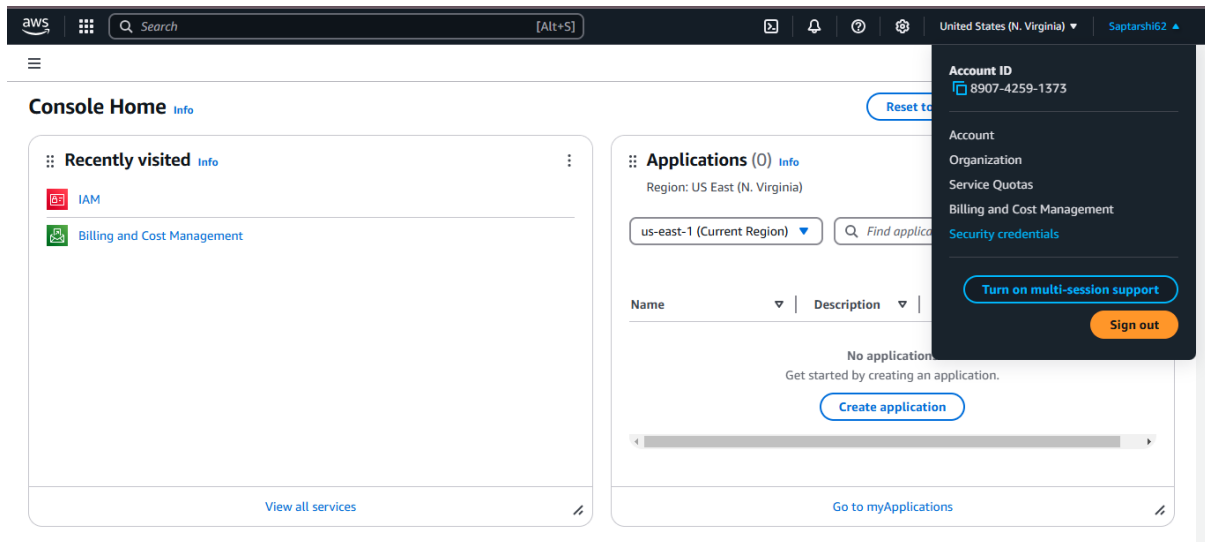 aws
Search [Alt+S]
United States (N. Virginia)
Saptarshi62
Account ID
8907-4259-1373
Account
Organization
Service Quotas
Billing and Cost Management
Security credentials
Turn on multi-session support
Sign out
Console Home Info
Reset to
Recently visited Info
IAM
Billing and Cost Management
View all services
Applications (0) Info
Region: US East (N. Virginia)
us-east-1 (Current Region)
Find applica
Name Description
No application
Get started by creating an application.
Create application
Go to myApplications